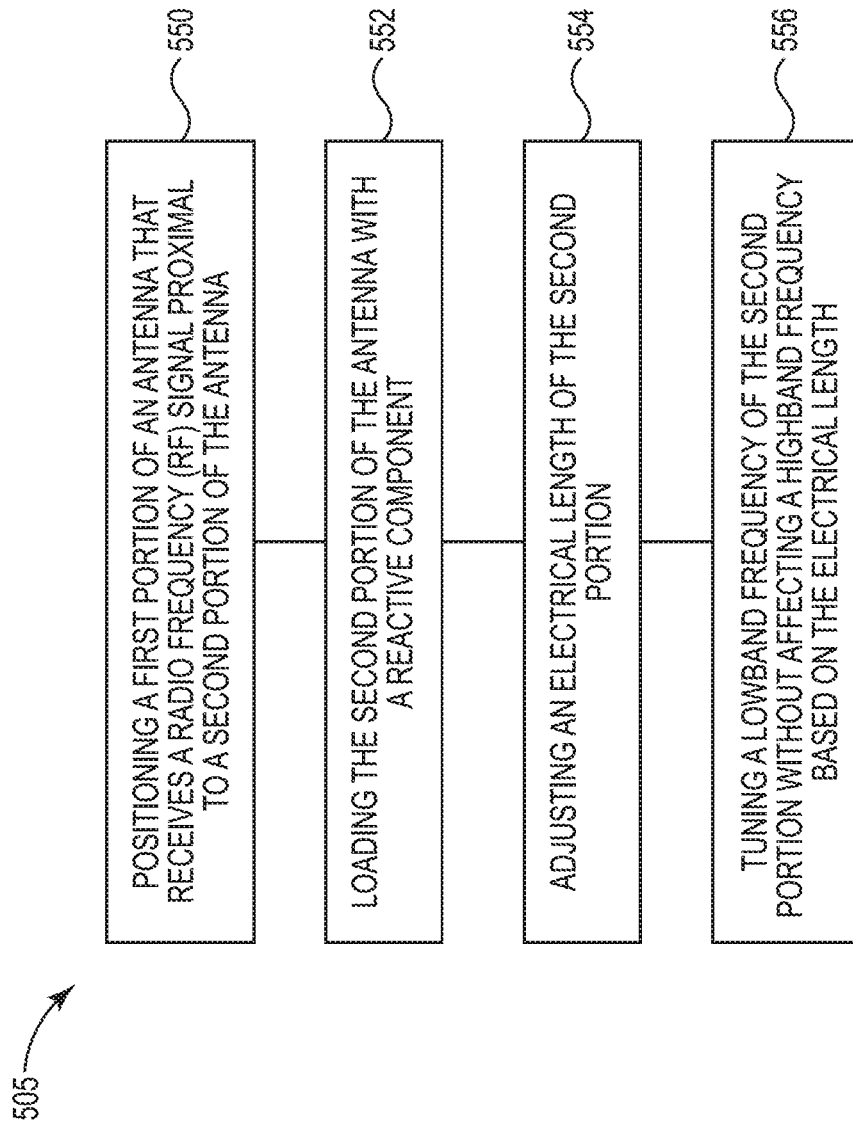 505
POSITIONING A FIRST PORTION OF AN ANTENNA THAT
RECEIVES A RADIO FREQUENCY (RF) SIGNAL PROXIMAL
TO A SECOND PORTION OF THE ANTENNA
550
LOADING THE SECOND PORTION OF THE ANTENNA WITH
A REACTIVE COMPONENT
552
ADJUSTING AN ELECTRICAL LENGTH OF THE SECOND
PORTION
554
TUNING A LOWBAND FREQUENCY OF THE SECOND
PORTION WITHOUT AFFECTING A HIGHBAND FREQUENCY
BASED ON THE ELECTRICAL LENGTH
556